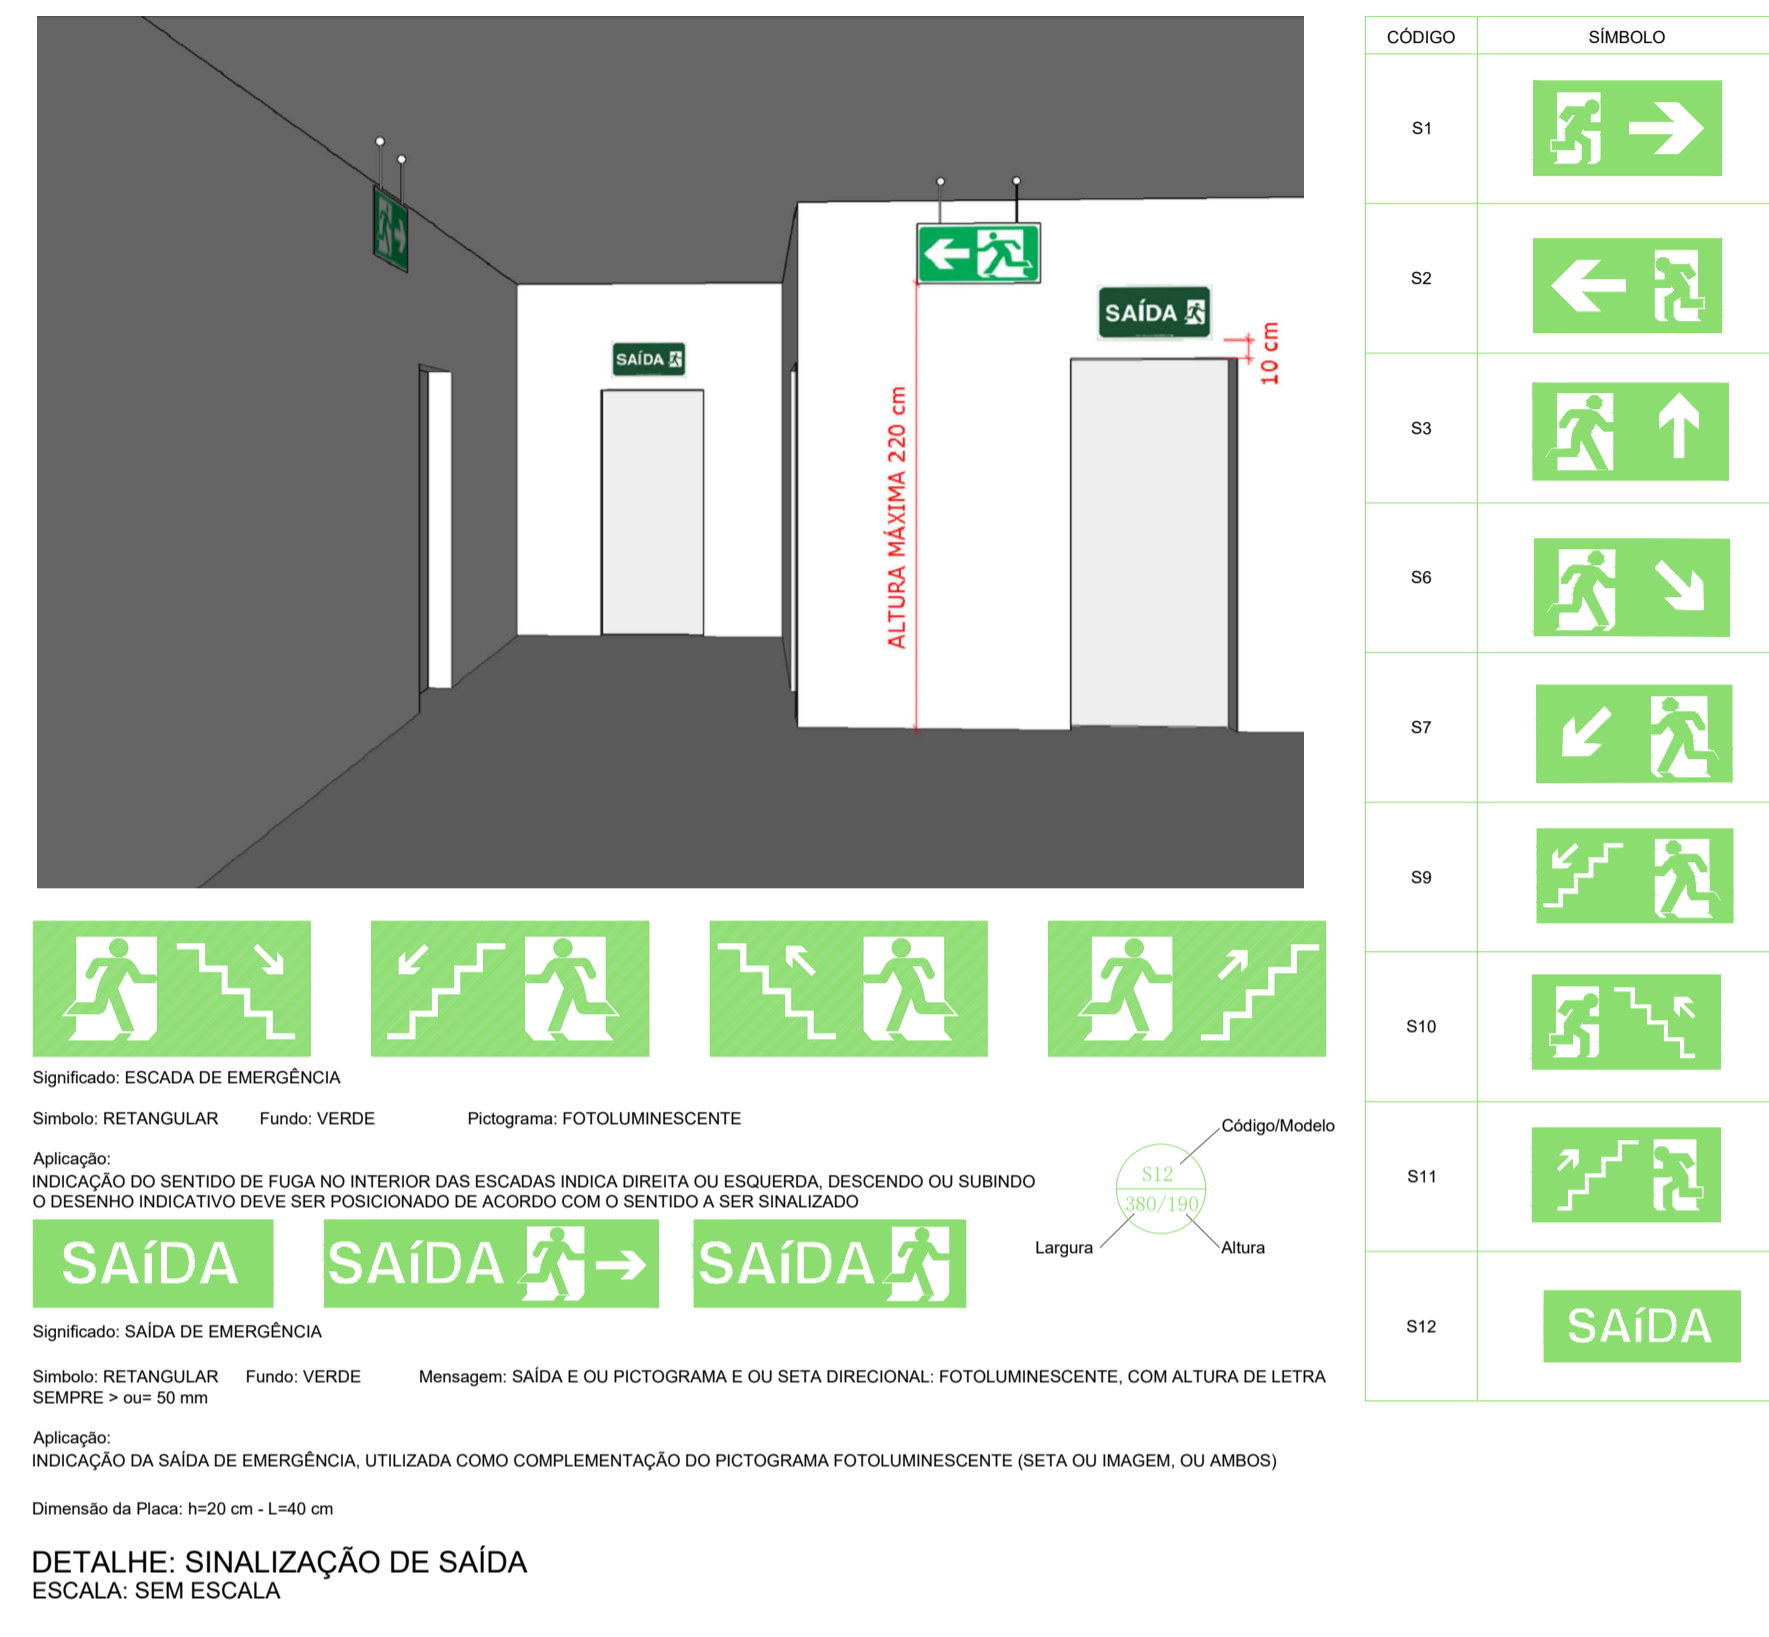 SAÍDA
SAÍDA
10 cm
ALTURA MÁXIMA 220 cm
CÓDIGO SÍMBOLO
S1
S2
S3
S6
S7
S9
S10
S11
S12 SAíDA
Significado: ESCADA DE EMERGÊNCIA
Simbolo: RETANGULAR Fundo: VERDE Pictograma: FOTOLUMINESCENTE
Aplicação:
INDICAÇÃO DO SENTIDO DE FUGA NO INTERIOR DAS ESCADAS INDICA DIREITA OU ESQUERDA, DESCENDO OU SUBINDO
O DESENHO INDICATIVO DEVE SER POSICIONADO DE ACORDO COM O SENTIDO A SER SINALIZADO
Código/Modelo
S12
380/190
Largura
Altura
SAíDA SAíDA SAíDA
Significado: SAÍDA DE EMERGÊNCIA
Simbolo: RETANGULAR Fundo: VERDE Mensagem: SAÍDA E OU PICTOGRAMA E OU SETA DIRECIONAL: FOTOLUMINESCENTE, COM ALTURA DE LETRA
SEMPRE > ou= 50 mm
Aplicação:
INDICAÇÃO DA SAÍDA DE EMERGÊNCIA, UTILIZADA COMO COMPLEMENTAÇÃO DO PICTOGRAMA FOTOLUMINESCENTE (SETA OU IMAGEM, OU AMBOS)
Dimensão da Placa: h=20 cm - L=40 cm
DETALHE: SINALIZAÇÃO DE SAÍDA
ESCALA: SEM ESCALA